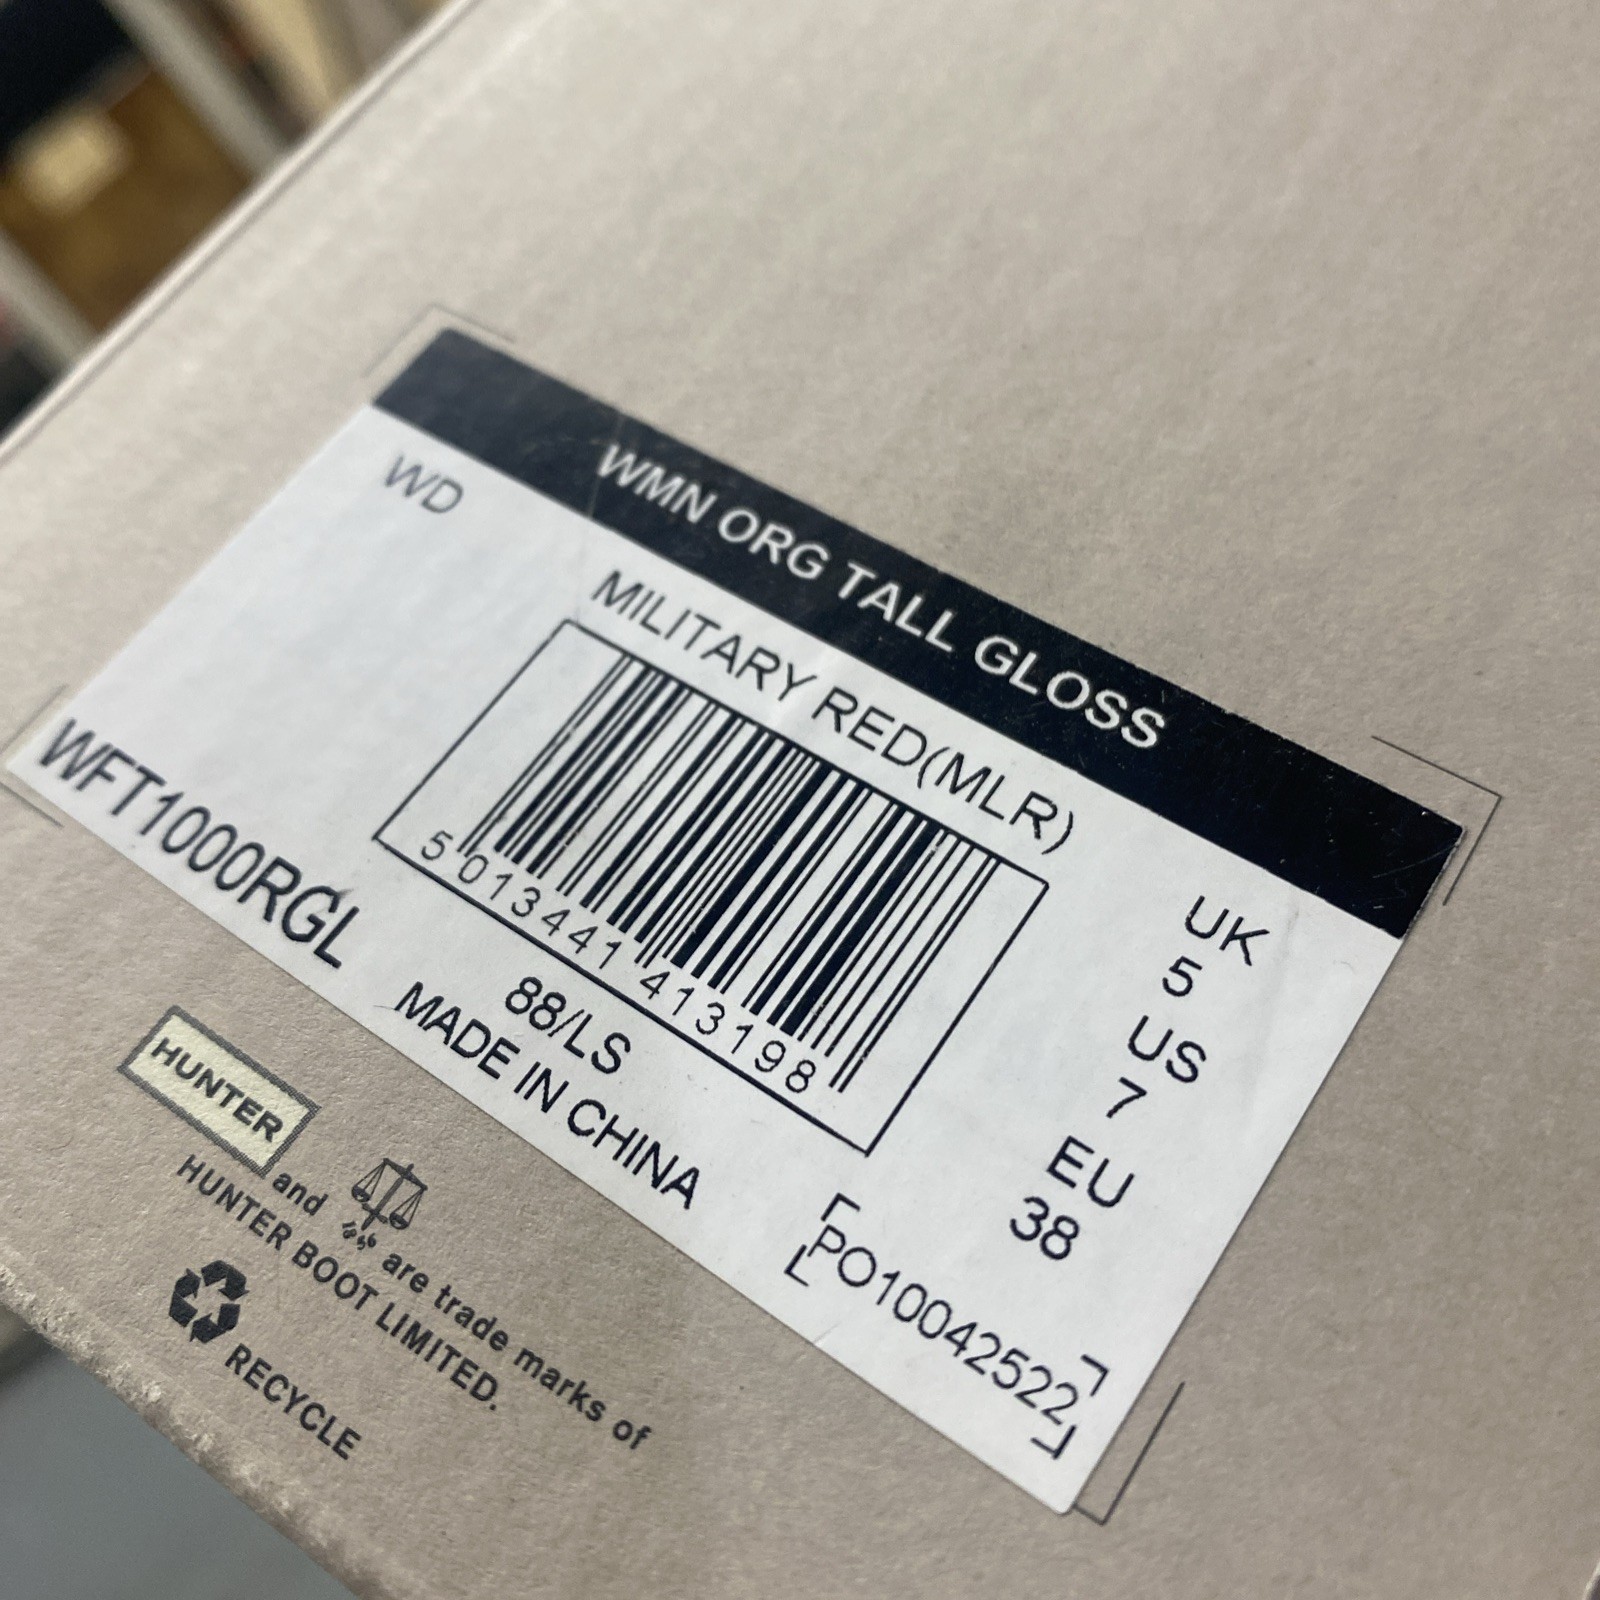 WMN ORG TALL GLOSS
WD
MILITARY RED(MLR)
5 013441 413198
UK
5
US
7
EU
38
WFT1000RGL
88/LS
MADE IN CHINA
PO10042522
HUNTER and are trade marks of
HUNTER BOOT LIMITED.
RECYCLE